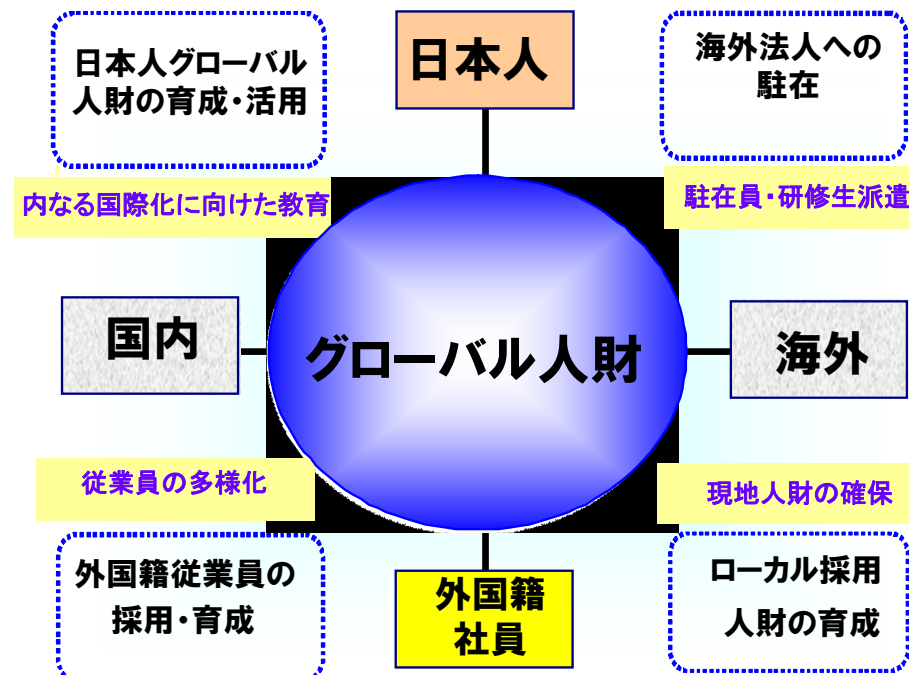 日本人グローバル
人財の育成・活用
日本人
海外法人への
駐在
内なる国際化に向けた教育
駐在員・研修生派遣
国内
グローバル人財
海外
従業員の多様化
現地人財の確保
外国籍従業員の
採用・育成
外国籍
社員
ローカル採用
人財の育成